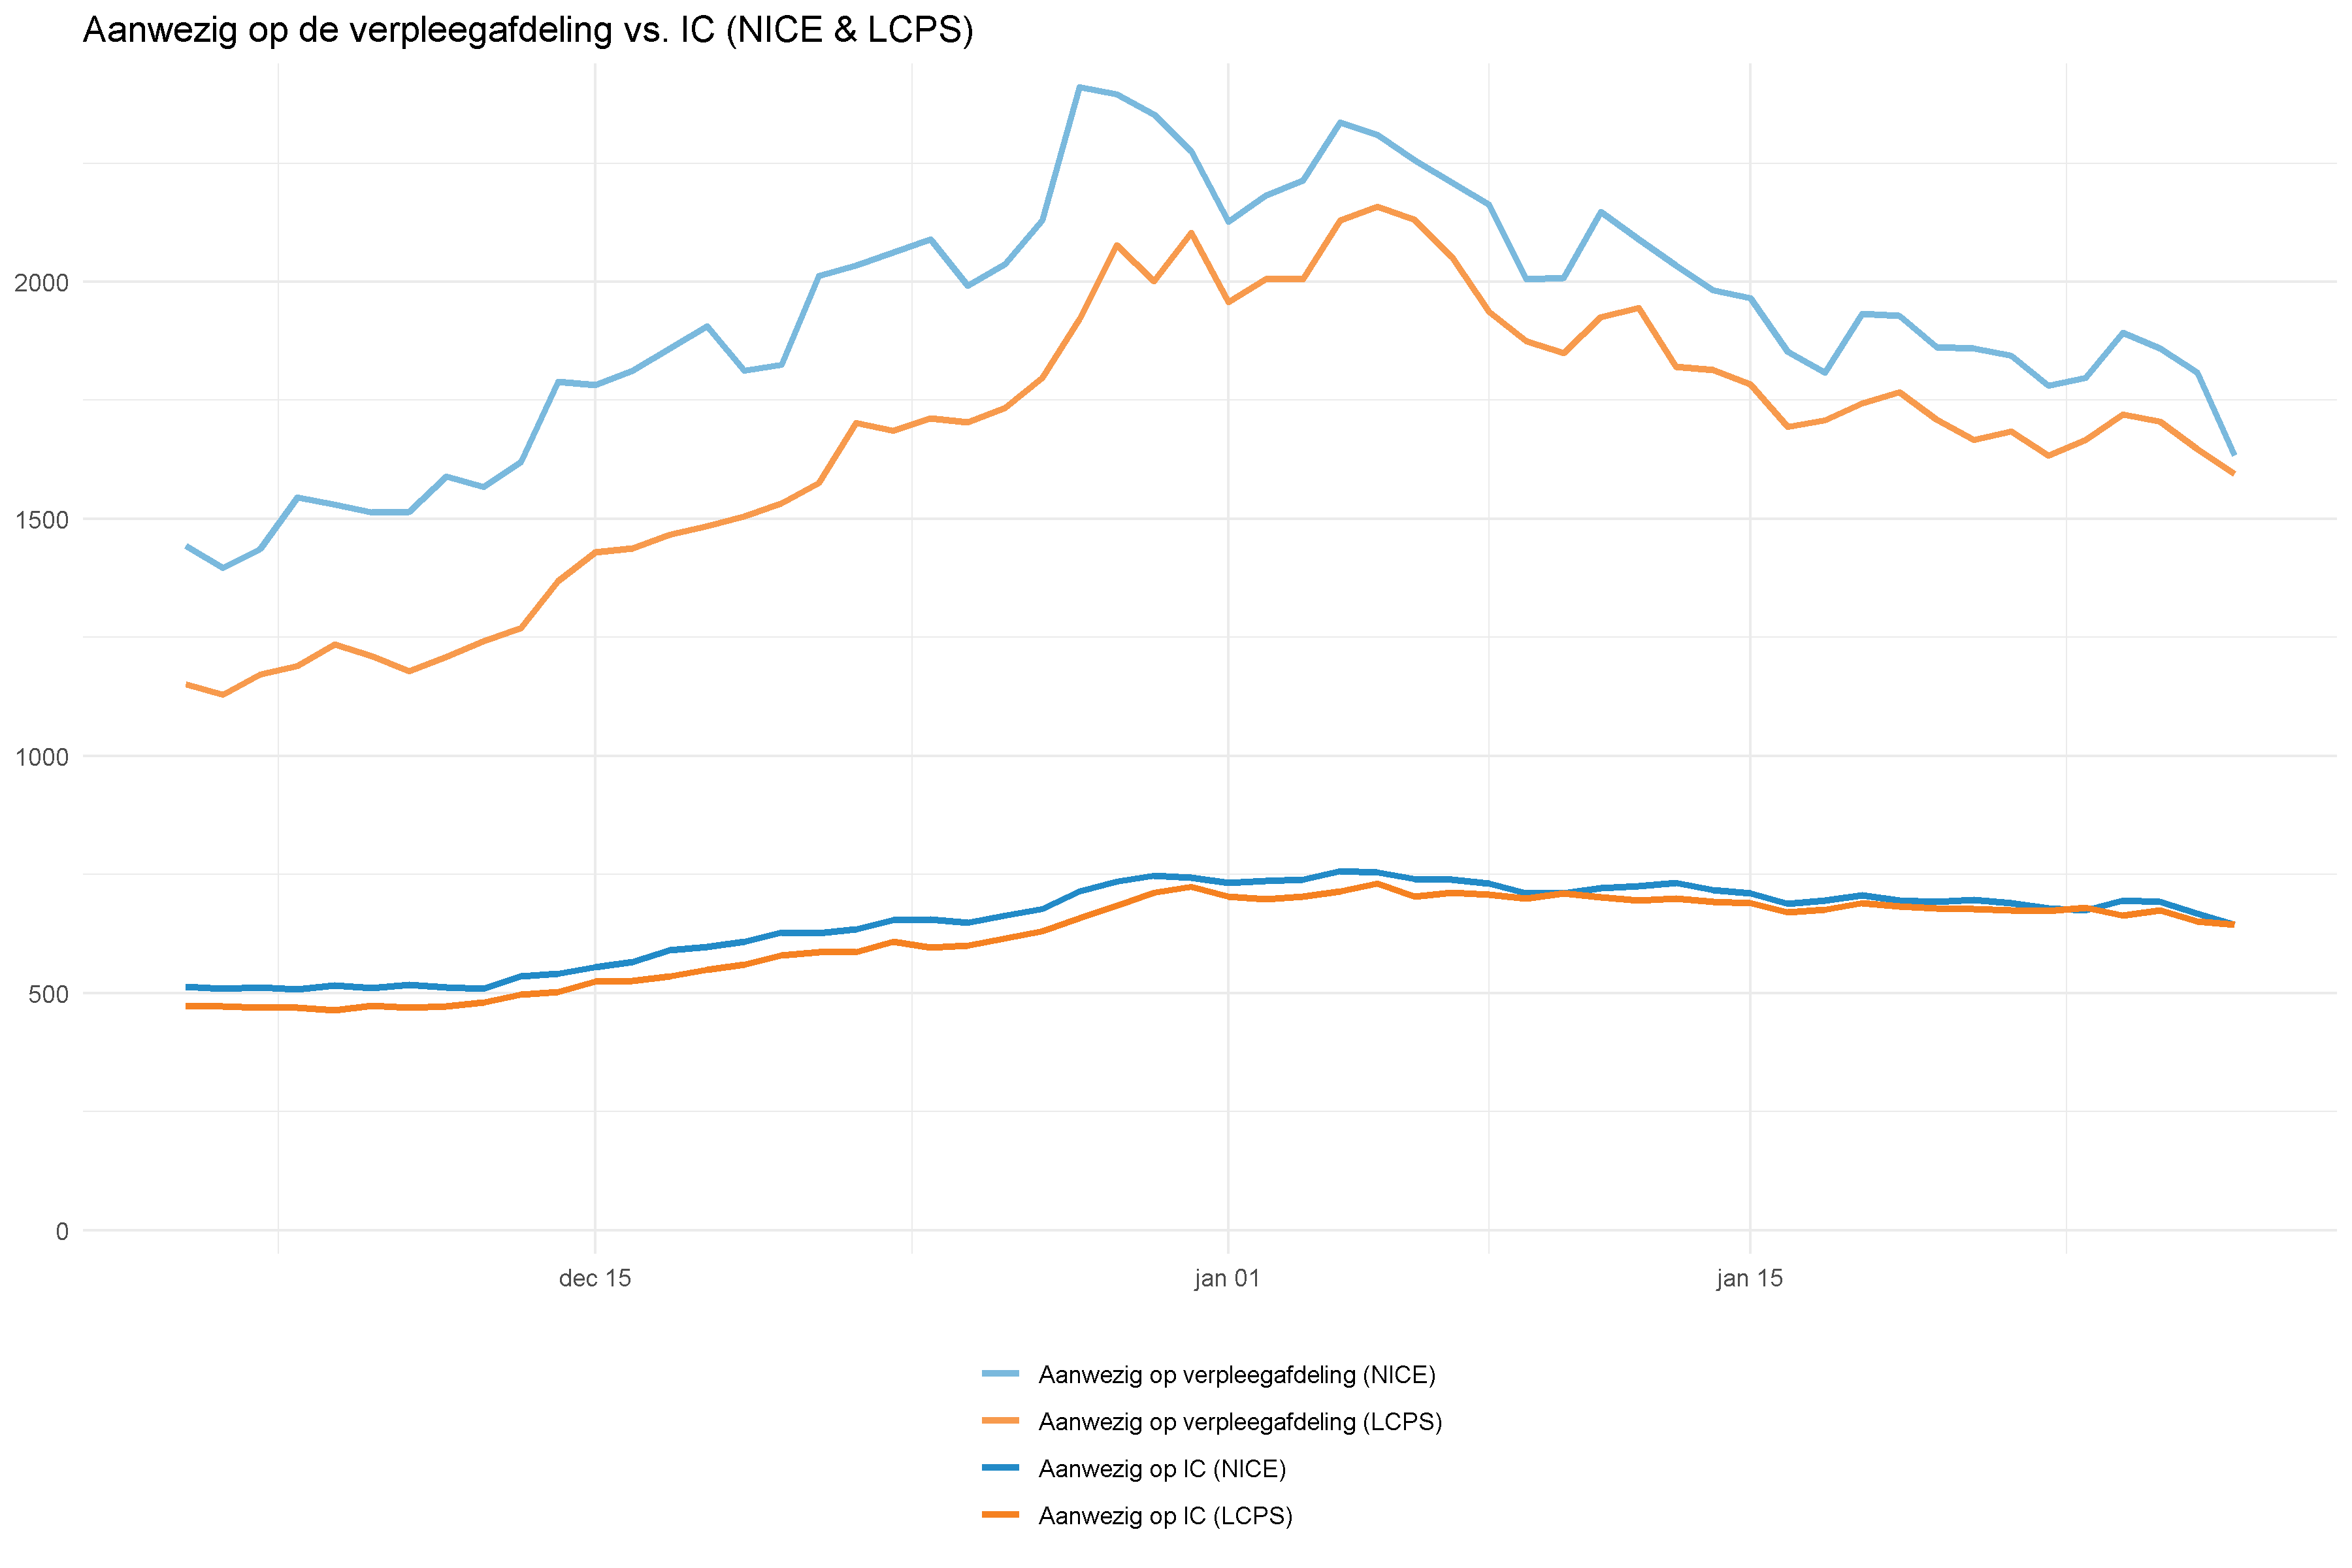 Aanwezig op de verpleegafdeling vs. IC (NICE & LCPS)
2000
1500
1000
500
0
dec 15
jan 01
jan 15
Aanwezig op verpleegafdeling (NICE)
Aanwezig op verpleegafdeling (LCPS)
Aanwezig op IC (NICE)
Aanwezig op IC (LCPS)